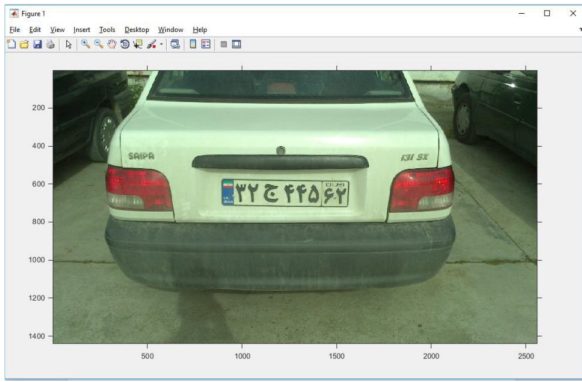 Figure 1
File Edit View Insert Tools Desktop Window Help
200
400
SAIPA 131 SX
600
۳۲ ج ۴۴۵ ۶۲
800
1000
1200
1400
500 1000 1500 2000 2500